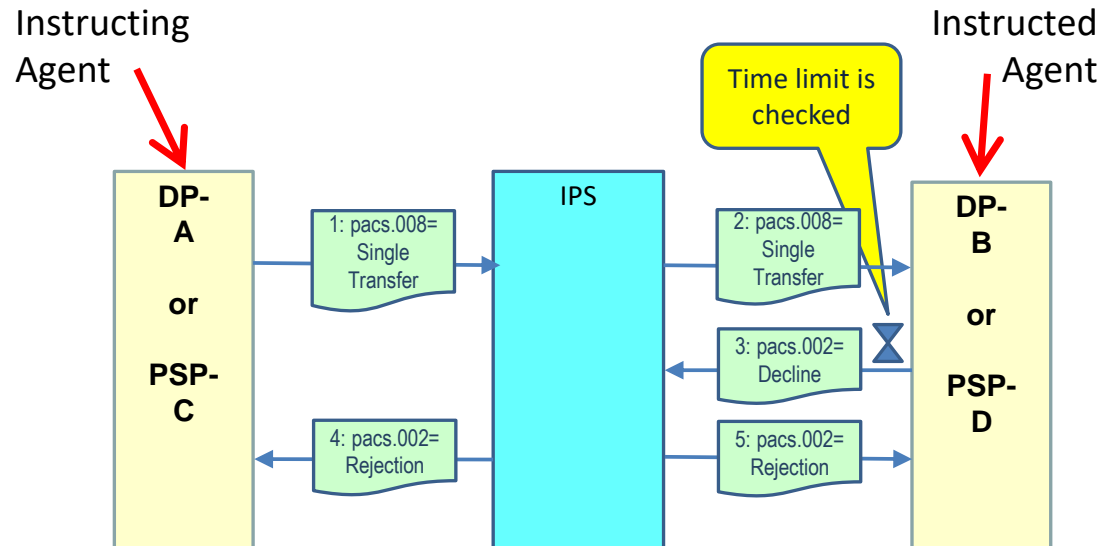 Instructing
Agent
Instructed
Agent
Time limit is
checked
DP-
A
or
PSP-
C
1: pacs.008=
Single
Transfer
IPS
2: pacs.008=
Single
Transfer
DP-
B
or
PSP-
D
3: pacs.002=
Decline
4: pacs.002=
Rejection
5: pacs.002=
Rejection